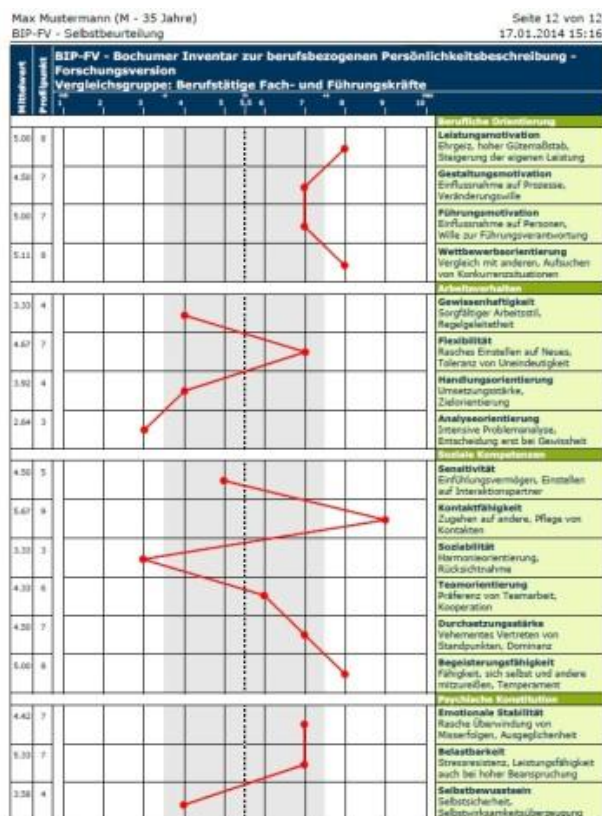 Max Mustermann (M - 35 Jahre)
Seite 12 von 12
BIP-FV - Selbstbeurteilung
17.01.2014 15:16
Mittelwert
Profilpunkt
BIP-FV - Bochumer Inventar zur berufsbezogenen Persönlichkeitsbeschreibung -
Forschungsversion
Vergleichsgruppe: Berufstätige Fach- und Führungskräfte
1 2 3 4 5 5,5 6 7 8 9 10
Berufliche Orientierung
5.00 8
Leistungsmotivation
Ehrgeiz, hoher Gütemaßstab,
Steigerung der eigenen Leistung
4.50 7
Gestaltungsmotivation
Einflussnahme auf Prozesse,
Veränderungswille
5.00 7
Führungsmotivation
Einflussnahme auf Personen,
Wille zur Führungsverantwortung
5.11 8
Wettbewerbsorientierung
Vergleich mit anderen, Aufsuchen
von Konkurrenzsituationen
Arbeitsverhalten
3.33 4
Gewissenhaftigkeit
Sorgfältiger Arbeitsstil,
Regelgeleitetheit
4.67 7
Flexibilität
Rasches Einstellen auf Neues,
Toleranz von Uneindeutigkeit
3.92 4
Handlungsorientierung
Umsetzungsstärke,
Zielorientierung
2.64 3
Analyseorientierung
Intensive Problemanalyse,
Entscheidung erst bei Gewissheit
Soziale Kompetenzen
4.56 5
Sensitivität
Einfühlungsvermögen, Einstellen
auf Interaktionspartner
5.67 9
Kontaktfähigkeit
Zugehen auf andere, Pflege von
Kontakten
3.33 3
Soziabilität
Harmonieorientierung,
Rücksichtnahme
4.33 6
Teamorientierung
Präferenz von Teamarbeit,
Kooperation
4.50 7
Durchsetzungsstärke
Vehementes Vertreten von
Standpunkten, Dominanz
5.00 8
Begeisterungsfähigkeit
Fähigkeit, sich selbst und andere
mitzureißen, Temperament
Psychische Konstitution
4.42 7
Emotionale Stabilität
Rasche Überwindung von
Misserfolgen, Ausgeglichenheit
5.33 7
Belastbarkeit
Stressresistenz, Leistungsfähigkeit
auch bei hoher Beanspruchung
3.58 4
Selbstbewusstsein
Selbstsicherheit,
Selbstwirksamkeitsüberzeugung